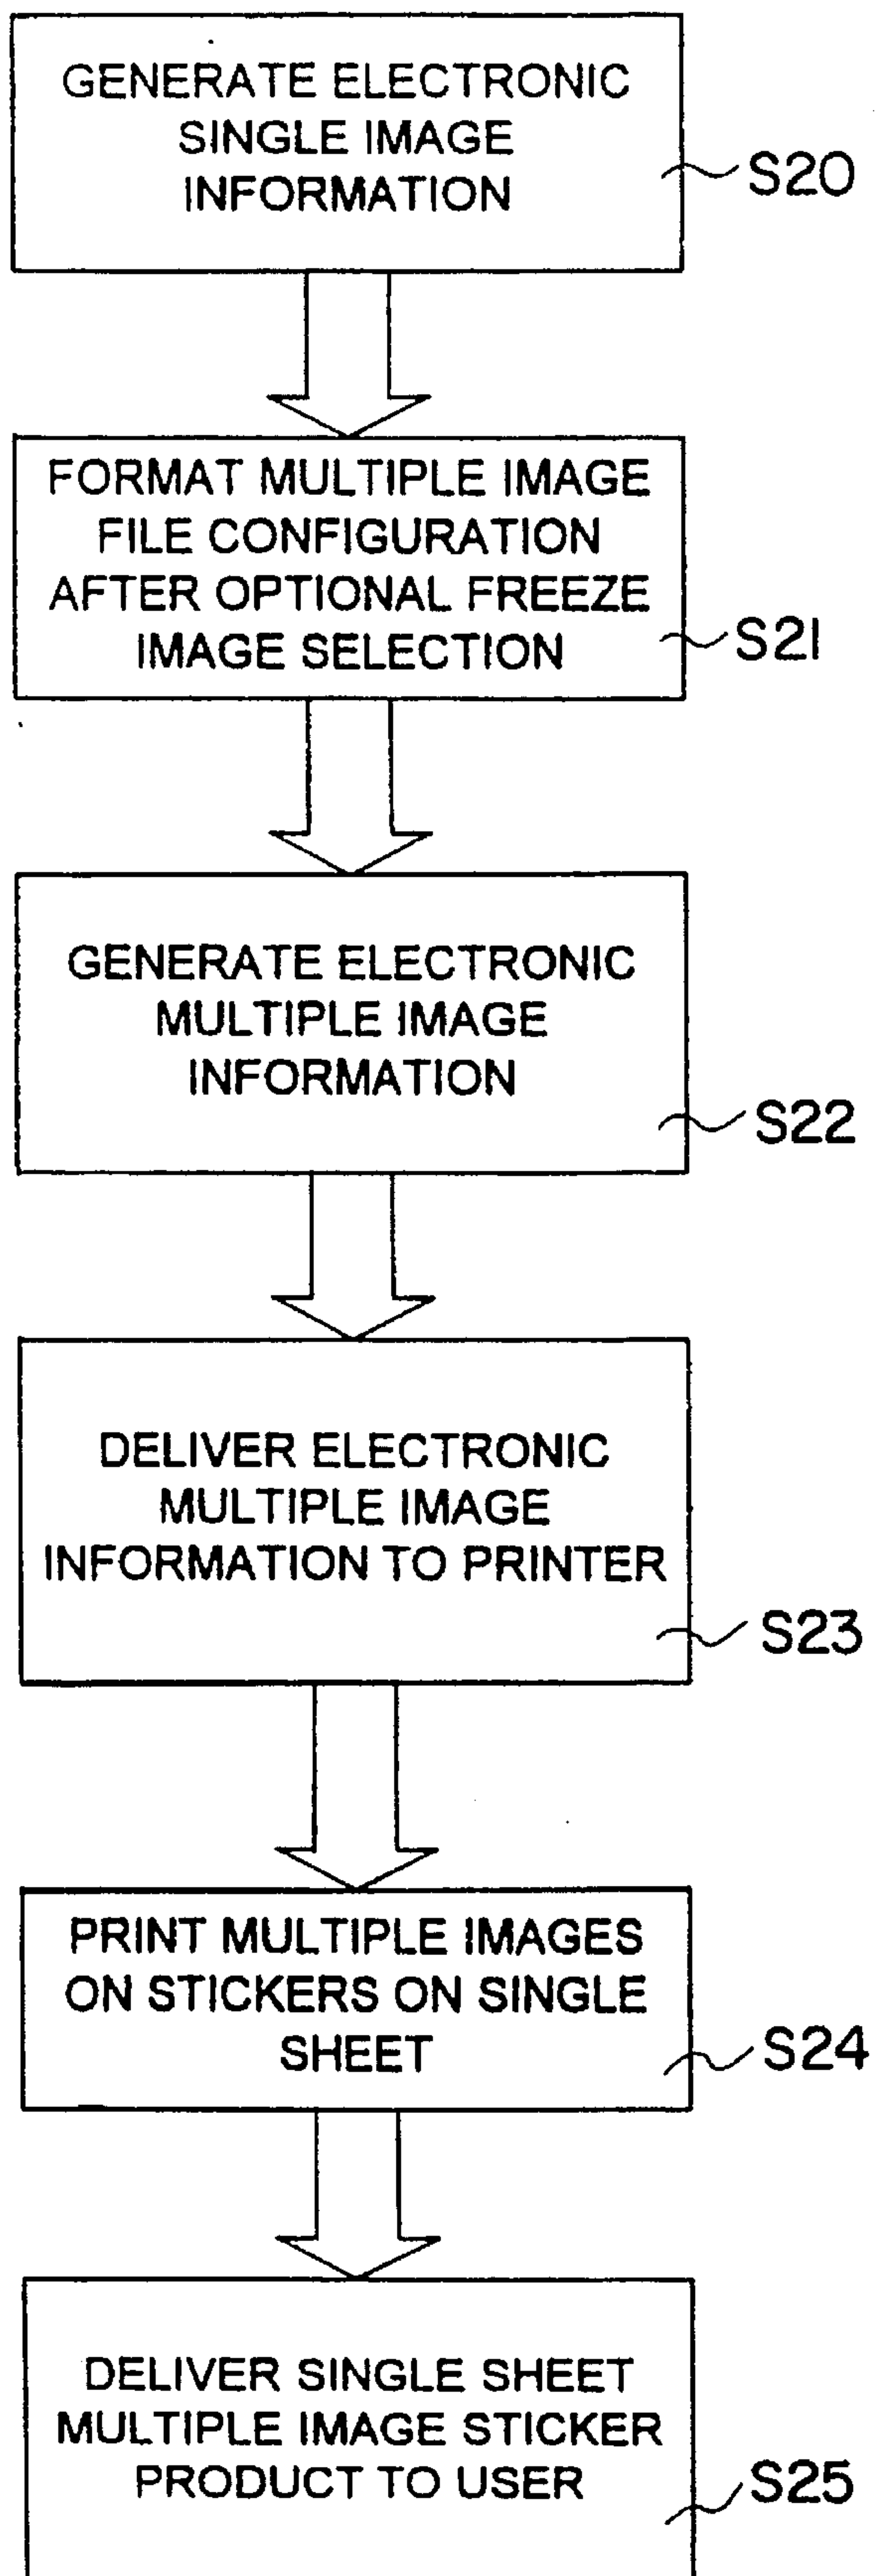 GENERATE ELECTRONIC
SINGLE IMAGE
INFORMATION
S20
FORMAT MULTIPLE IMAGE
FILE CONFIGURATION
AFTER OPTIONAL FREEZE
IMAGE SELECTION
S21
GENERATE ELECTRONIC
MULTIPLE IMAGE
INFORMATION
S22
DELIVER ELECTRONIC
MULTIPLE IMAGE
INFORMATION TO PRINTER
S23
PRINT MULTIPLE IMAGES
ON STICKERS ON SINGLE
SHEET
S24
DELIVER SINGLE SHEET
MULTIPLE IMAGE STICKER
PRODUCT TO USER
S25